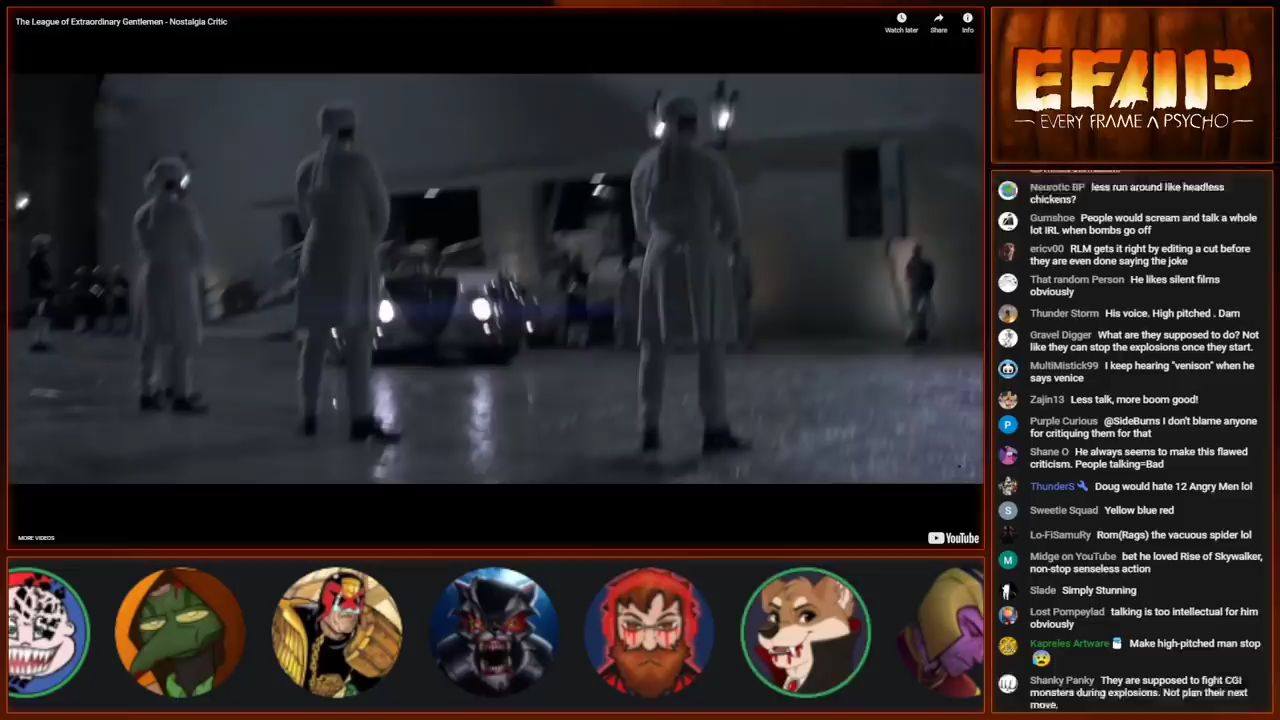 The League of Extraordinary Gentlemen - Nostalgia Critic
Watch later
Share
Info
MORE VIDEOS
YouTube
EFAP
EVERY FRAME A PSYCHO
Neurotic BF less run around like headless
chickens?
Gumshoe People would scream and talk a whole
lot IRL when bombs go off
ericv00 RLM gets it right by editing a cut before
they are even done saying the joke
That random Person He likes silent films
obviously
Thunder Storm His voice. High pitched . Dam
Gravel Digger What are they supposed to do? Not
like they can stop the explosions once they start.
MultiMistick99 I keep hearing "venison" when he
says venice
Zajin13 Less talk, more boom good!
P
Purple Curious @SideBurns I don't blame anyone
for critiquing them for that
Shane O He always seems to make this flawed
criticism. People talking=Bad
ThunderS Doug would hate 12 Angry Men lol
S
Sweetie Squad Yellow blue red
Lo-FiSamuRy Rom(Rags) the vacuous spider lol
M
Midge on YouTube bet he loved Rise of Skywalker,
non-stop senseless action
Slade Simply Stunning
Lost Pompeylad talking is too intellectual for him
obviously
Kapreles Artware Make high-pitched man stop
Shanky Panky They are supposed to fight CGI
monsters during explosions. Not plan their next
move.